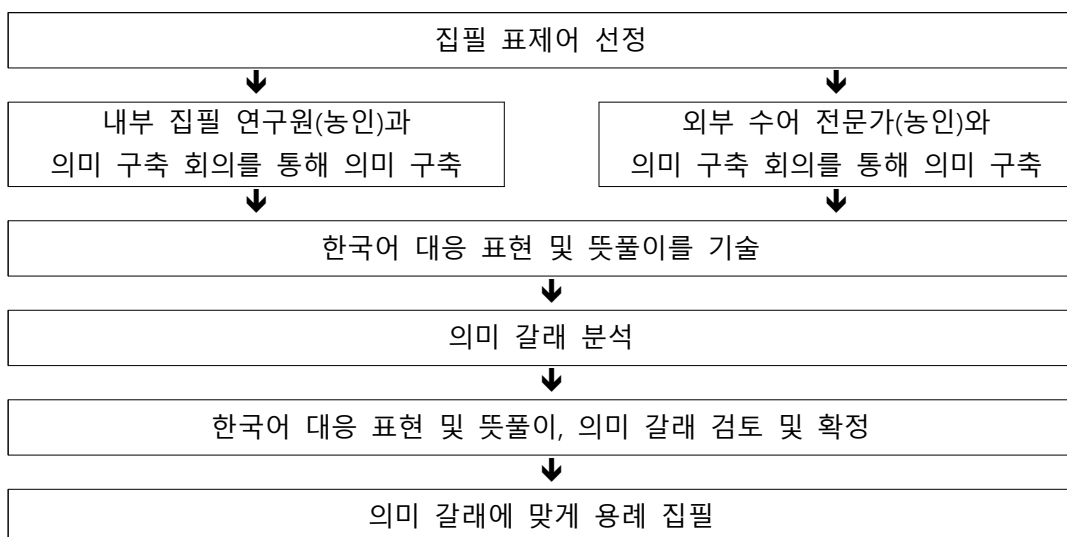 집필 표제어 선정
내부 집필 연구원(농인)과
의미 구축 회의를 통해 의미 구축
외부 수어 전문가(농인)와
의미 구축 회의를 통해 의미 구축
한국어 대응 표현 및 뜻풀이를 기술
의미 갈래 분석
한국어 대응 표현 및 뜻풀이, 의미 갈래 검토 및 확정
의미 갈래에 맞게 용례 집필